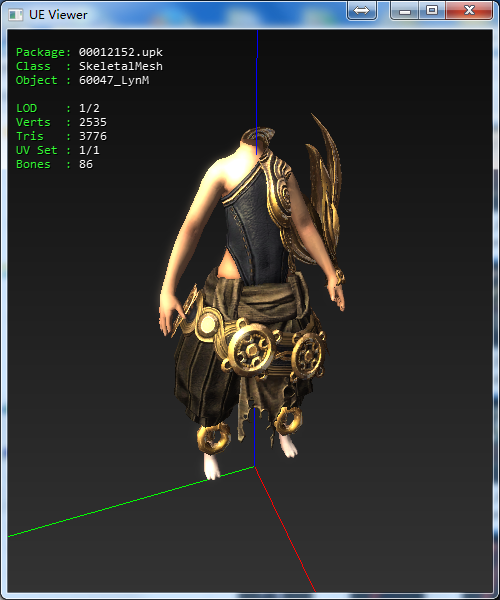 UE Viewer
Package: 00012152.upk
Class : SkeletalMesh
Object : 60047_LynM
LOD : 1/2
Verts : 2535
Tris : 3776
UV Set : 1/1
Bones : 86